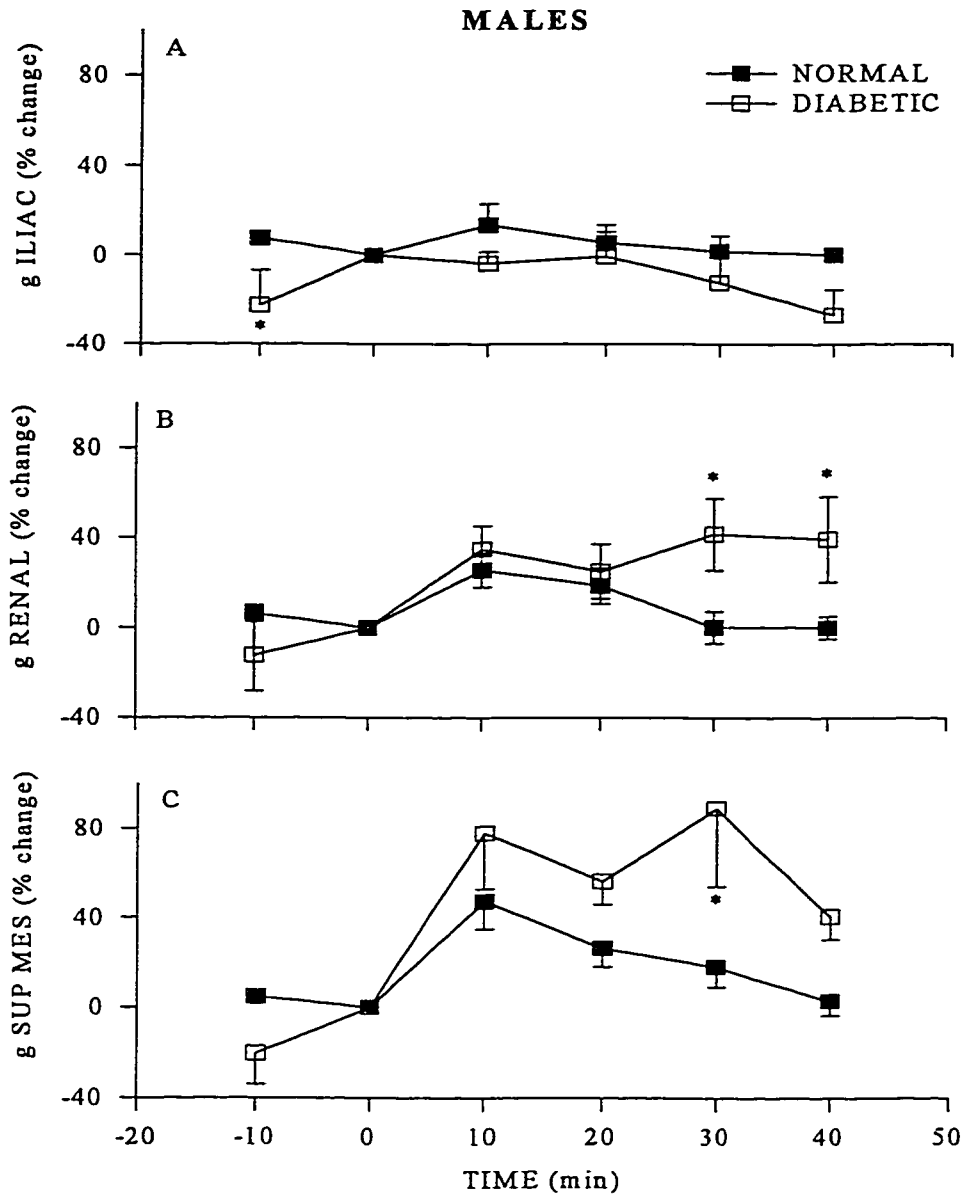 MALES
A
NORMAL
DIABETIC
g ILIAC (% change)
80
40
0
-40
*
B
g RENAL (% change)
80
40
0
-40
* *
C
g SUP MES (% change)
80
40
0
-40
*
-20 -10 0 10 20 30 40 50
TIME (min)